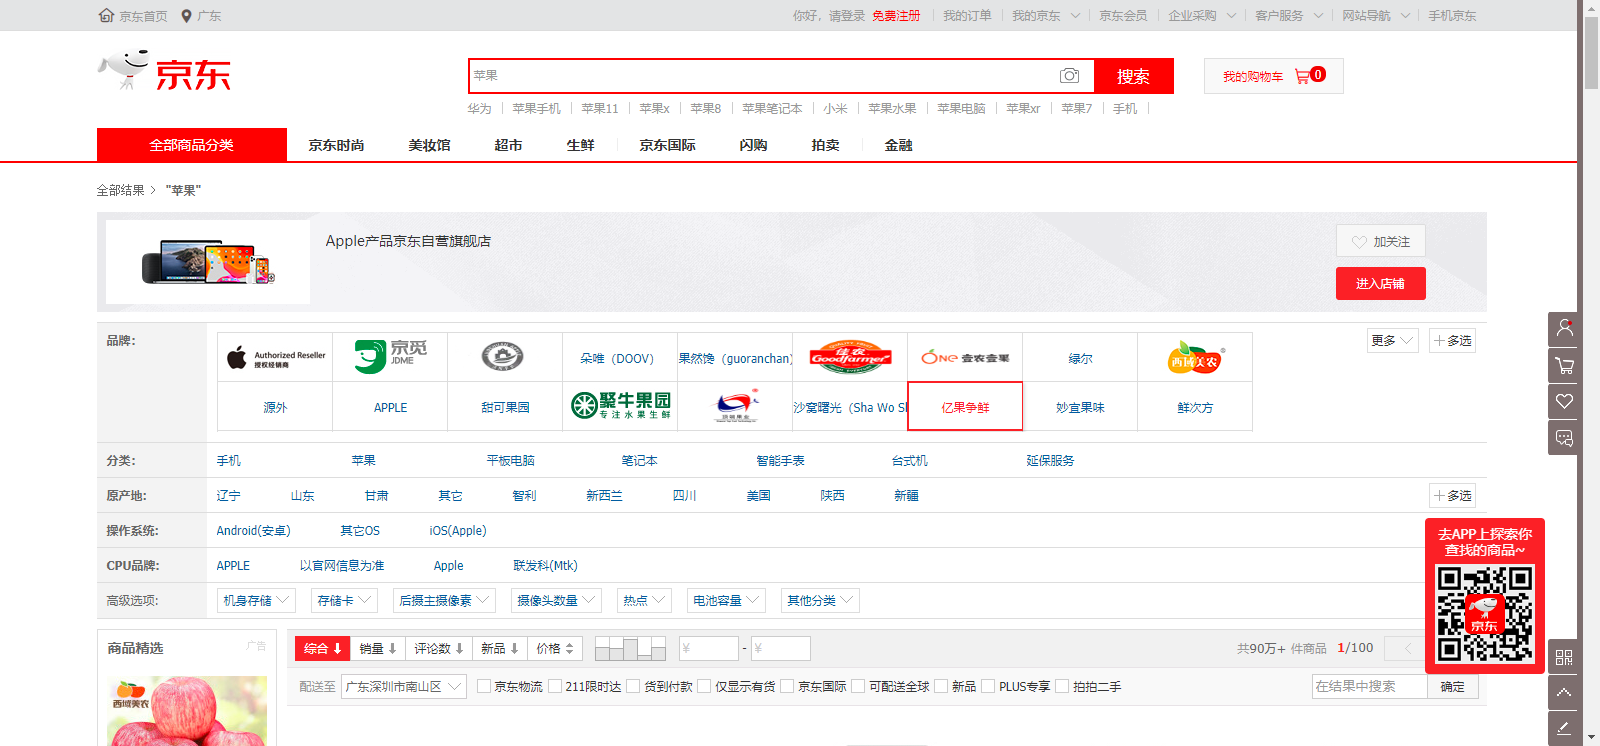 京东首页 广东 你好，请登录 免费注册 我的订单 我的京东 京东会员 企业采购 客户服务 网站导航 手机京东
京东
苹果 搜索 我的购物车 0
华为 苹果手机 苹果11 苹果x 苹果8 苹果笔记本 小米 苹果水果 苹果电脑 苹果xr 苹果7 手机
全部商品分类 京东时尚 美妆馆 超市 生鲜 京东国际 闪购 拍卖 金融
全部结果 > "苹果"
Apple产品京东自营旗舰店 加关注
进入店铺
品牌: 更多 多选
Authorized Reseller
授权经销商
京觅
JDME
朵唯（DOOV）
果然馋（guoranchan）
佳农
Goodfarmer
One 壹农壹果
绿尔
西域美农
源外 APPLE 甜可果园
聚牛果园
专注水果生鲜
沙窝曙光（Sha Wo Sh 亿果争鲜 妙宜果味 鲜次方
分类: 手机 苹果 平板电脑 笔记本 智能手表 台式机 延保服务
原产地: 辽宁 山东 甘肃 其它 智利 新西兰 四川 美国 陕西 新疆 多选
操作系统: Android(安卓) 其它OS iOS(Apple)
CPU品牌: APPLE 以官网信息为准 Apple 联发科(Mtk)
高级选项: 机身存储 存储卡 后摄主摄像素 摄像头数量 热点 电池容量 其他分类
去APP上探索你
查找的商品~
京东
商品精选 广告
西域美农
综合 销量 评论数 新品 价格 ¥ - ¥ 共90万+ 件商品 1/100
配送至 广东深圳市南山区 京东物流 211限时达 货到付款 仅显示有货 京东国际 可配送全球 新品 PLUS专享 拍拍二手 在结果中搜索 确定